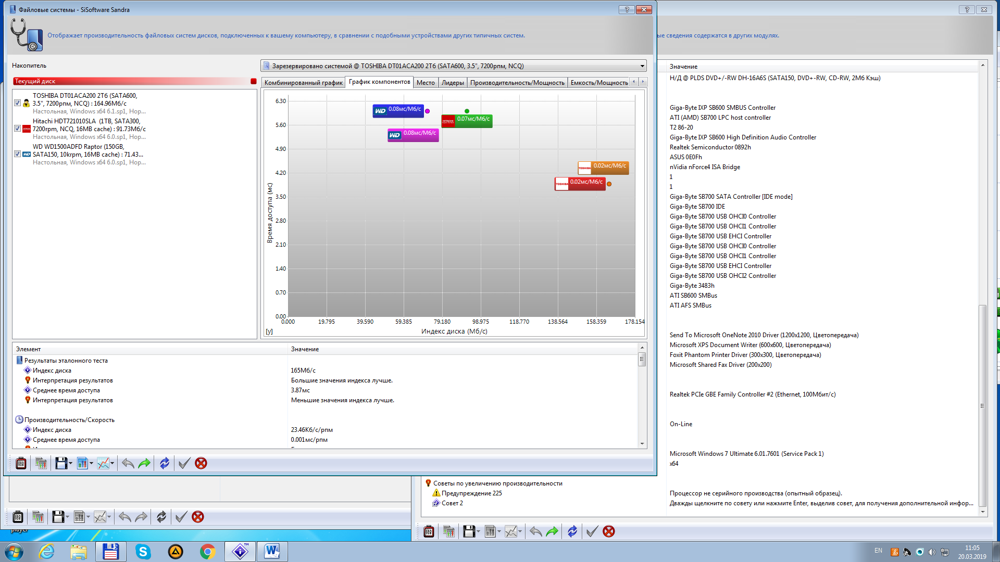 Файловые системы - SiSoftware Sandra
Отображает производительность файловых систем дисков, подключенных к вашему компьютеру, в сравнении с подобными устройствами других типичных систем.
ые сведения содержатся в других модулях.
Накопитель
Текущий диск
TOSHIBA DT01ACA200 2Тб (SATA600,
3.5", 7200рпм, NCQ) : 164.96Мб/с
Настольная, Windows x64 6.1.sp1, Нор...
Hitachi HDT721010SLA (1TB, SATA300,
7200rpm, NCQ, 16MB cache) : 91.73Мб/с
Настольная, Windows x64 6.0.sp1, Нор...
WD WD1500ADFD Raptor (150GB,
SATA150, 10krpm, 16MB cache) : 71.43...
Настольная, Windows x64 6.0.sp1, Нор...
Зарезервировано системой @ TOSHIBA DT01ACA200 2Тб (SATA600, 3.5", 7200рпм, NCQ)
Комбинированный график
График компонентов
Место
Лидеры
Производительность/Мощность
Емкость/Мощность
Время доступа (мс)
6.30
5.60
4.90
4.20
3.50
2.80
2.10
1.40
0.70
0.00
WD 0.08мс/Мб/с
HITACHI 0.07мс/Мб/с
WD 0.08мс/Мб/с
TOSHIBA 0.02мс/Мб/с
TOSHIBA 0.02мс/Мб/с
0.000 19.795 39.590 59.385 79.180 98.975 118.770 138.564 158.359 178.154
[y]
Индекс диска (Мб/с)
Элемент Значение
Результаты эталонного теста
Индекс диска 165Мб/с
Интерпретация результатов Большие значения индекса лучше.
Среднее время доступа 3.87мс
Интерпретация результатов Меньшие значения индекса лучше.
Производительность/Скорость
Индекс диска 23.46Кб/с/рпм
Среднее время доступа 0.001мс/рпм
Значение
Н/Д @ PLDS DVD+/-RW DH-16A6S (SATA150, DVD+-RW, CD-RW, 2Мб Кэш)
Giga-Byte IXP SB600 SMBUS Controller
ATI (AMD) SB700 LPC host controller
T2 86-20
Giga-Byte IXP SB600 High Definition Audio Controller
Realtek Semiconductor 0892h
ASUS 0E0Fh
nVidia nForce4 ISA Bridge
1
1
Giga-Byte SB700 SATA Controller [IDE mode]
Giga-Byte SB700 IDE
Giga-Byte SB700 USB OHCI0 Controller
Giga-Byte SB700 USB OHCI1 Controller
Giga-Byte SB700 USB EHCI Controller
Giga-Byte SB700 USB OHCI0 Controller
Giga-Byte SB700 USB OHCI1 Controller
Giga-Byte SB700 USB EHCI Controller
Giga-Byte SB700 USB OHCI2 Controller
Giga-Byte 3483h
ATI SB600 SMBus
ATI AFS SMBus
Send To Microsoft OneNote 2010 Driver (1200x1200, Цветопередача)
Microsoft XPS Document Writer (600x600, Цветопередача)
Foxit Phantom Printer Driver (300x300, Цветопередача)
Microsoft Shared Fax Driver (200x200)
Realtek PCIe GBE Family Controller #2 (Ethernet, 100Мбит/с)
On-Line
Microsoft Windows 7 Ultimate 6.01.7601 (Service Pack 1)
x64
Советы по увеличению производительности
Предупреждение 225 Процессор не серийного производства (опытный образец).
Совет 2 Дважды щелкните по совету или нажмите Enter, выделив совет, для получения дополнительной инфор...
player
EN
11:05
20.03.2019